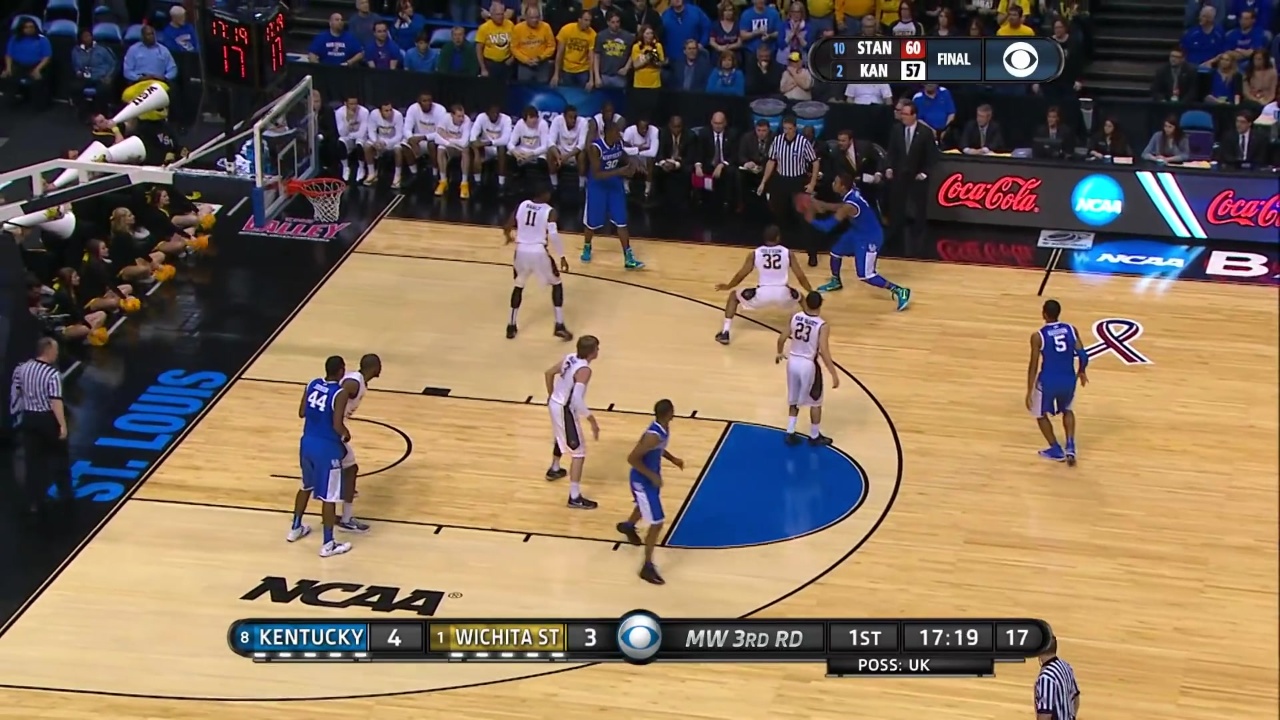 17.19
17
10 STAN 60
2 KAN 57
FINAL
WSU
WSU
KU
Coca-Cola
NCAA
Coca-C
NCAA
B
30
11
32
23
5
44
ST. LOUIS
NCAA
8 KENTUCKY 4 1 WICHITA ST 3 MW 3RD RD 1ST 17:19 17
POSS: UK